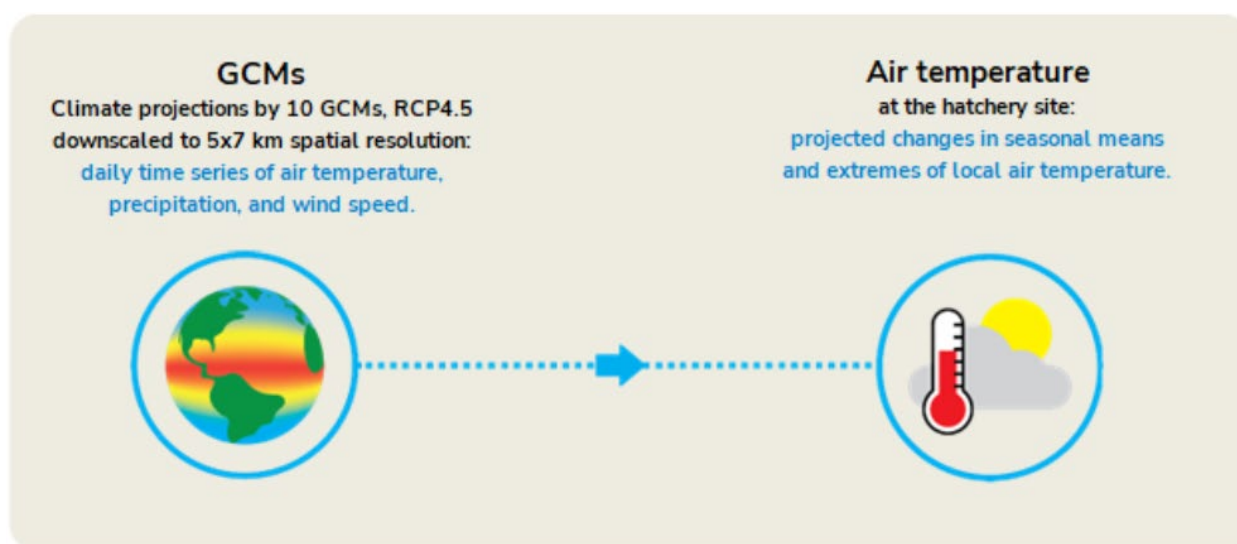 GCMs
Climate projections by 10 GCMs, RCP4.5
downscaled to 5x7 km spatial resolution:
daily time series of air temperature,
precipitation, and wind speed.
Air temperature
at the hatchery site:
projected changes in seasonal means
and extremes of local air temperature.